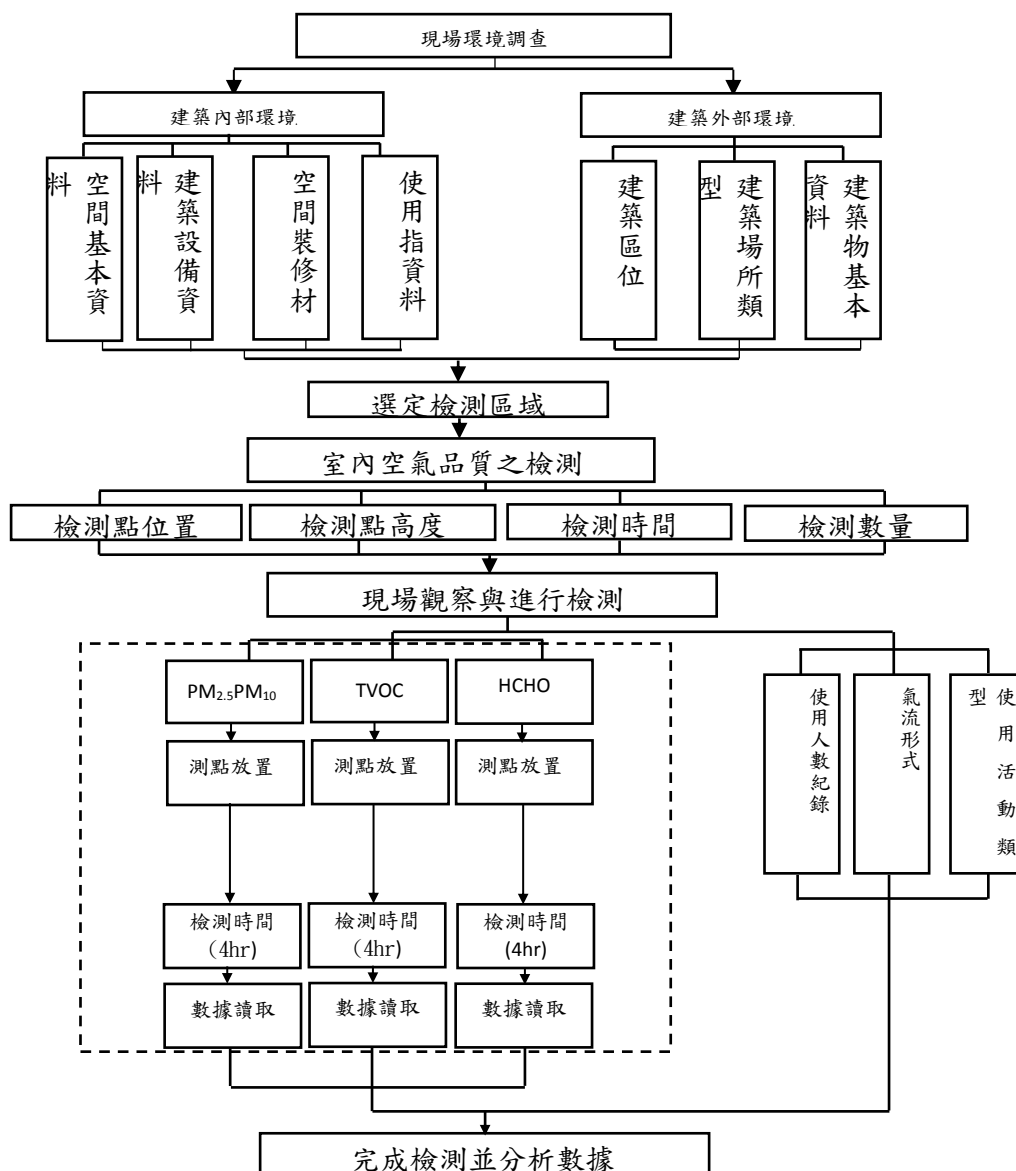 現場環境調查
建築內部環境
建築外部環境
空間基本資
料
建築設備資
料
空間裝修材
使用指資料
建築區位
建築場所類
型
建築物基本
資料
選定檢測區域
室內空氣品質之檢測
檢測點位置
檢測點高度
檢測時間
檢測數量
現場觀察與進行檢測
PM2.5PM10
TVOC
HCHO
測點放置
測點放置
測點放置
檢測時間
（4hr）
檢測時間
（4hr）
檢測時間
(4hr)
數據讀取
數據讀取
數據讀取
使用人數紀錄
氣流形式
使用活動類
型
完成檢測並分析數據